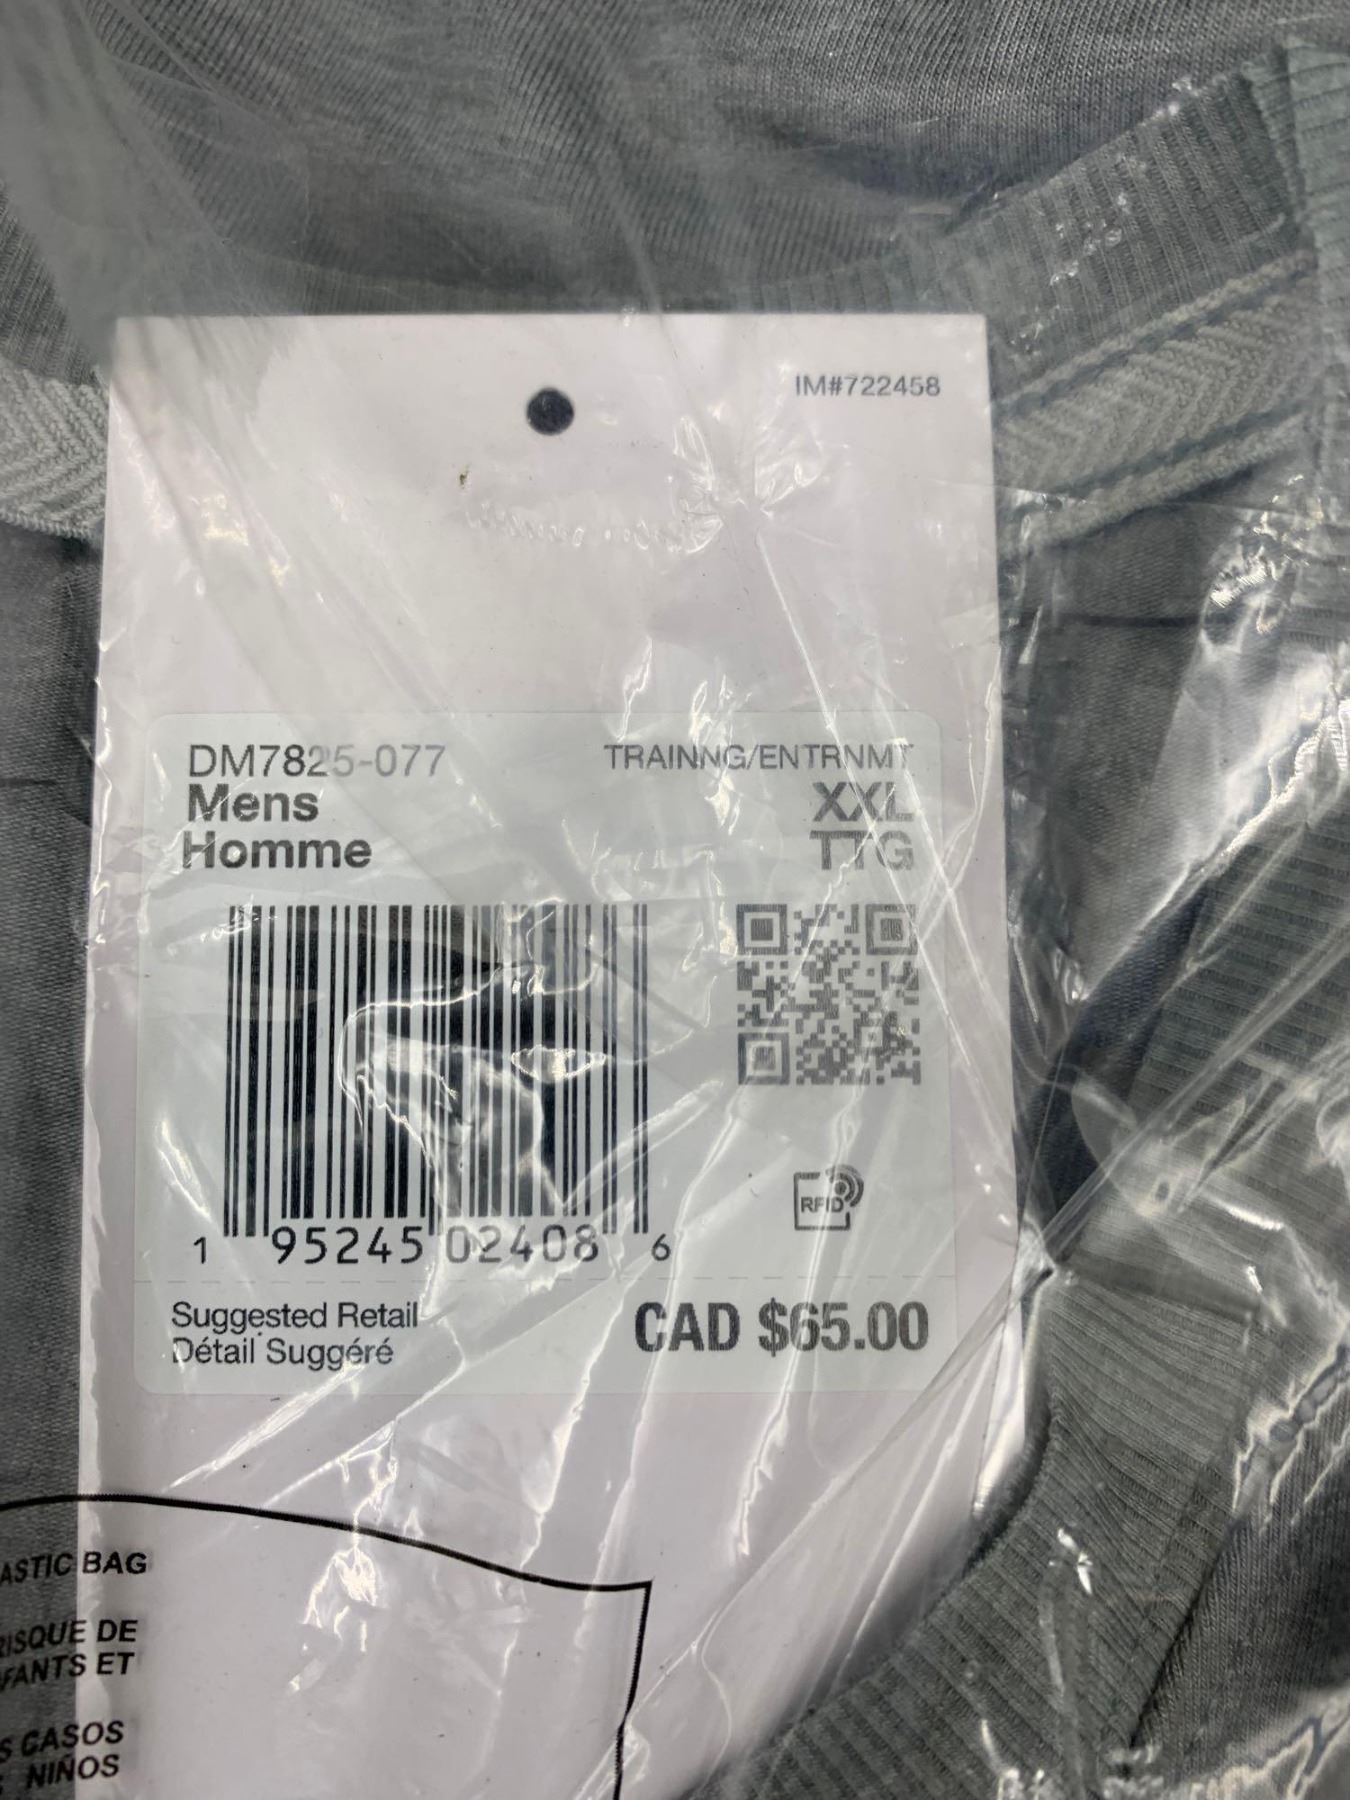 IM#722458
DM7825-077
TRAINNG/ENTRNMT
Mens
XXL
Homme
TTG
RFID
1 95245 02408 6
Suggested Retail
CAD $65.00
Détail Suggéré
ASTIC BAG
RISQUE DE
FANTS ET
S CASOS
NIÑOS